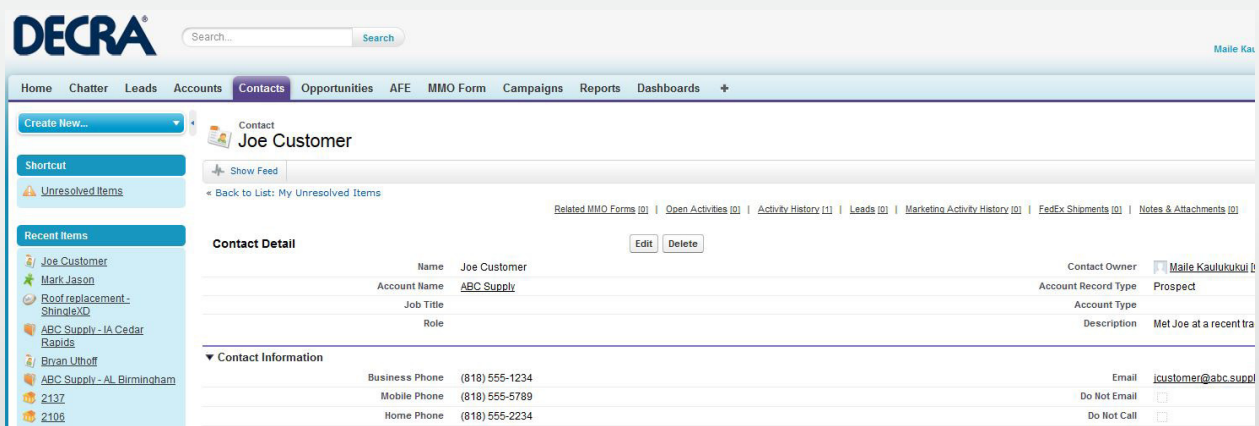 DECRA®
Search...
Search
Maile Kau
Home Chatter Leads Accounts Contacts Opportunities AFE MMO Form Campaigns Reports Dashboards +
Create New...
Shortcut
Unresolved Items
Recent Items
Joe Customer
Mark Jason
Roof replacement -
ShingleXD
ABC Supply - IA Cedar
Rapids
Bryan Uthoff
ABC Supply - AL Birmingham
2137
2106
Contact
Joe Customer
Show Feed
« Back to List: My Unresolved Items
Related MMO Forms [0] | Open Activities [0] | Activity History [1] | Leads [0] | Marketing Activity History [0] | FedEx Shipments [0] | Notes & Attachments [0]
Contact Detail Edit Delete
Name Joe Customer Contact Owner Maile Kaulukukui [
Account Name ABC Supply Account Record Type Prospect
Job Title Account Type
Role Description Met Joe at a recent tra
Contact Information
Business Phone (818) 555-1234 Email jcustomer@abc.suppl
Mobile Phone (818) 555-5789 Do Not Email
Home Phone (818) 555-2234 Do Not Call